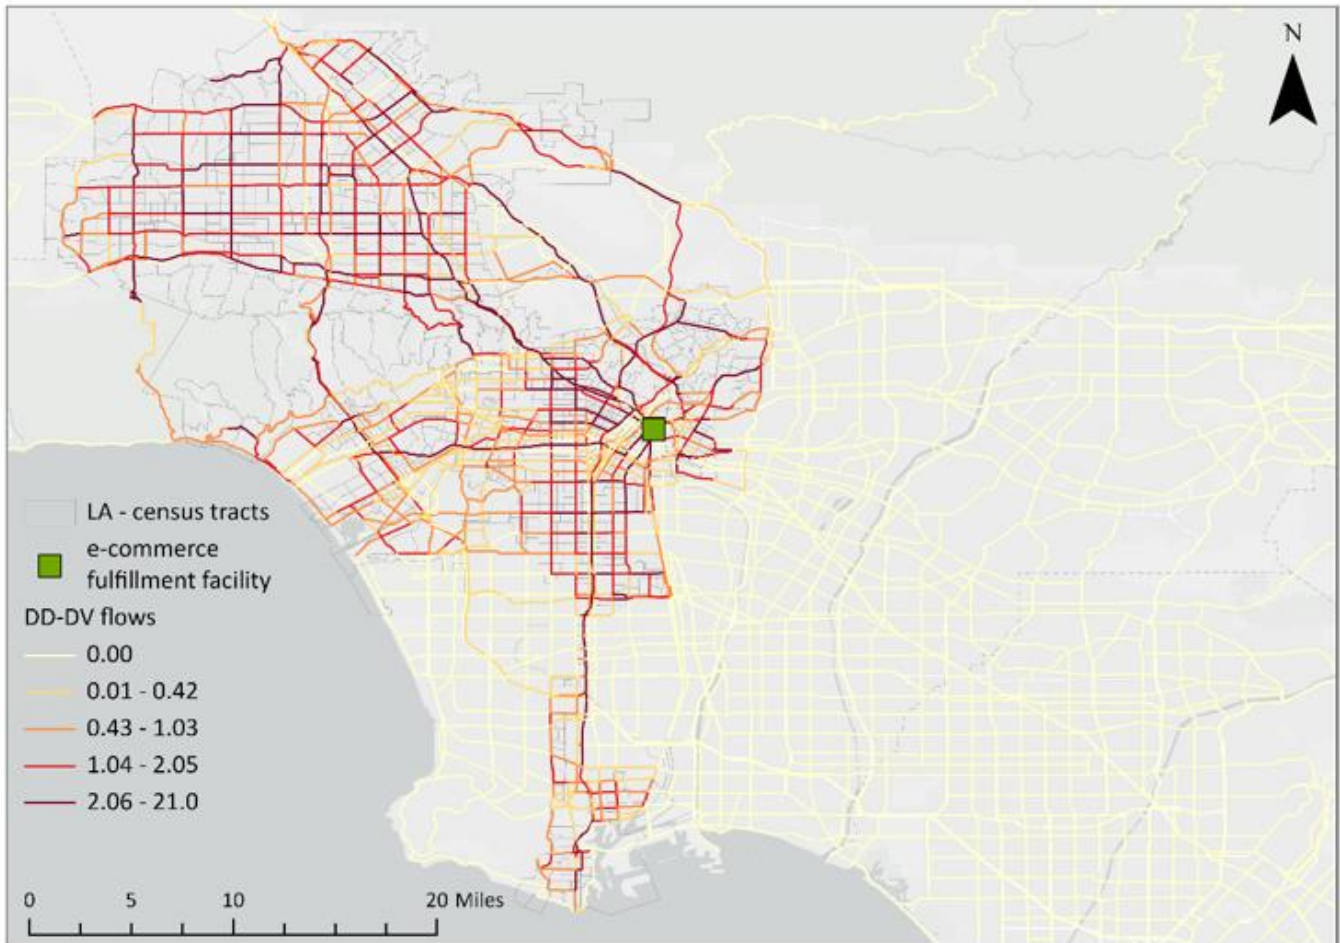 N
LA - census tracts
e-commerce
fulfillment facility
DD-DV flows
0.00
0.01 - 0.42
0.43 - 1.03
1.04 - 2.05
2.06 - 21.0
0 5 10 20 Miles